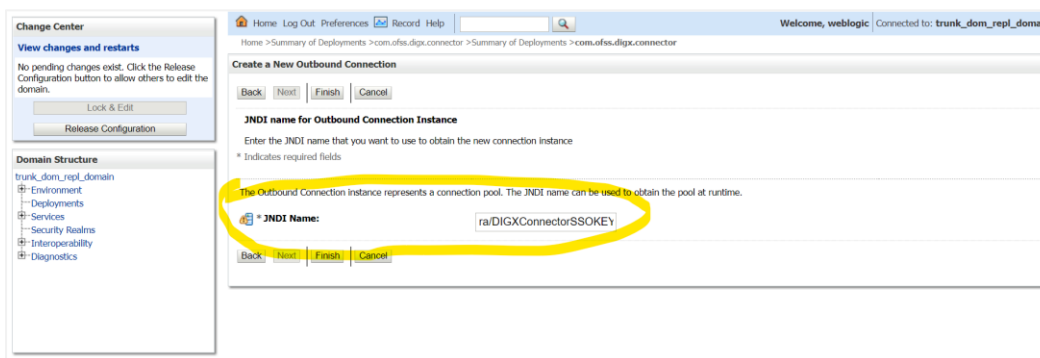 Change Center
View changes and restarts
No pending changes exist. Click the Release
Configuration button to allow others to edit the
domain.
Lock & Edit
Release Configuration
Domain Structure
trunk_dom_repl_domain
Environment
Deployments
Services
Security Realms
Interoperability
Diagnostics
Home Log Out Preferences Record Help
Welcome, weblogic Connected to: trunk_dom_repl_doma
Home >Summary of Deployments >com.ofss.digx.connector >Summary of Deployments >com.ofss.digx.connector
Create a New Outbound Connection
Back Next Finish Cancel
JNDI name for Outbound Connection Instance
Enter the JNDI name that you want to use to obtain the new connection instance
* Indicates required fields
The Outbound Connection instance represents a connection pool. The JNDI name can be used to obtain the pool at runtime.
* JNDI Name: ra/DIGXConnectorSSOKEY
Back Next Finish Cancel